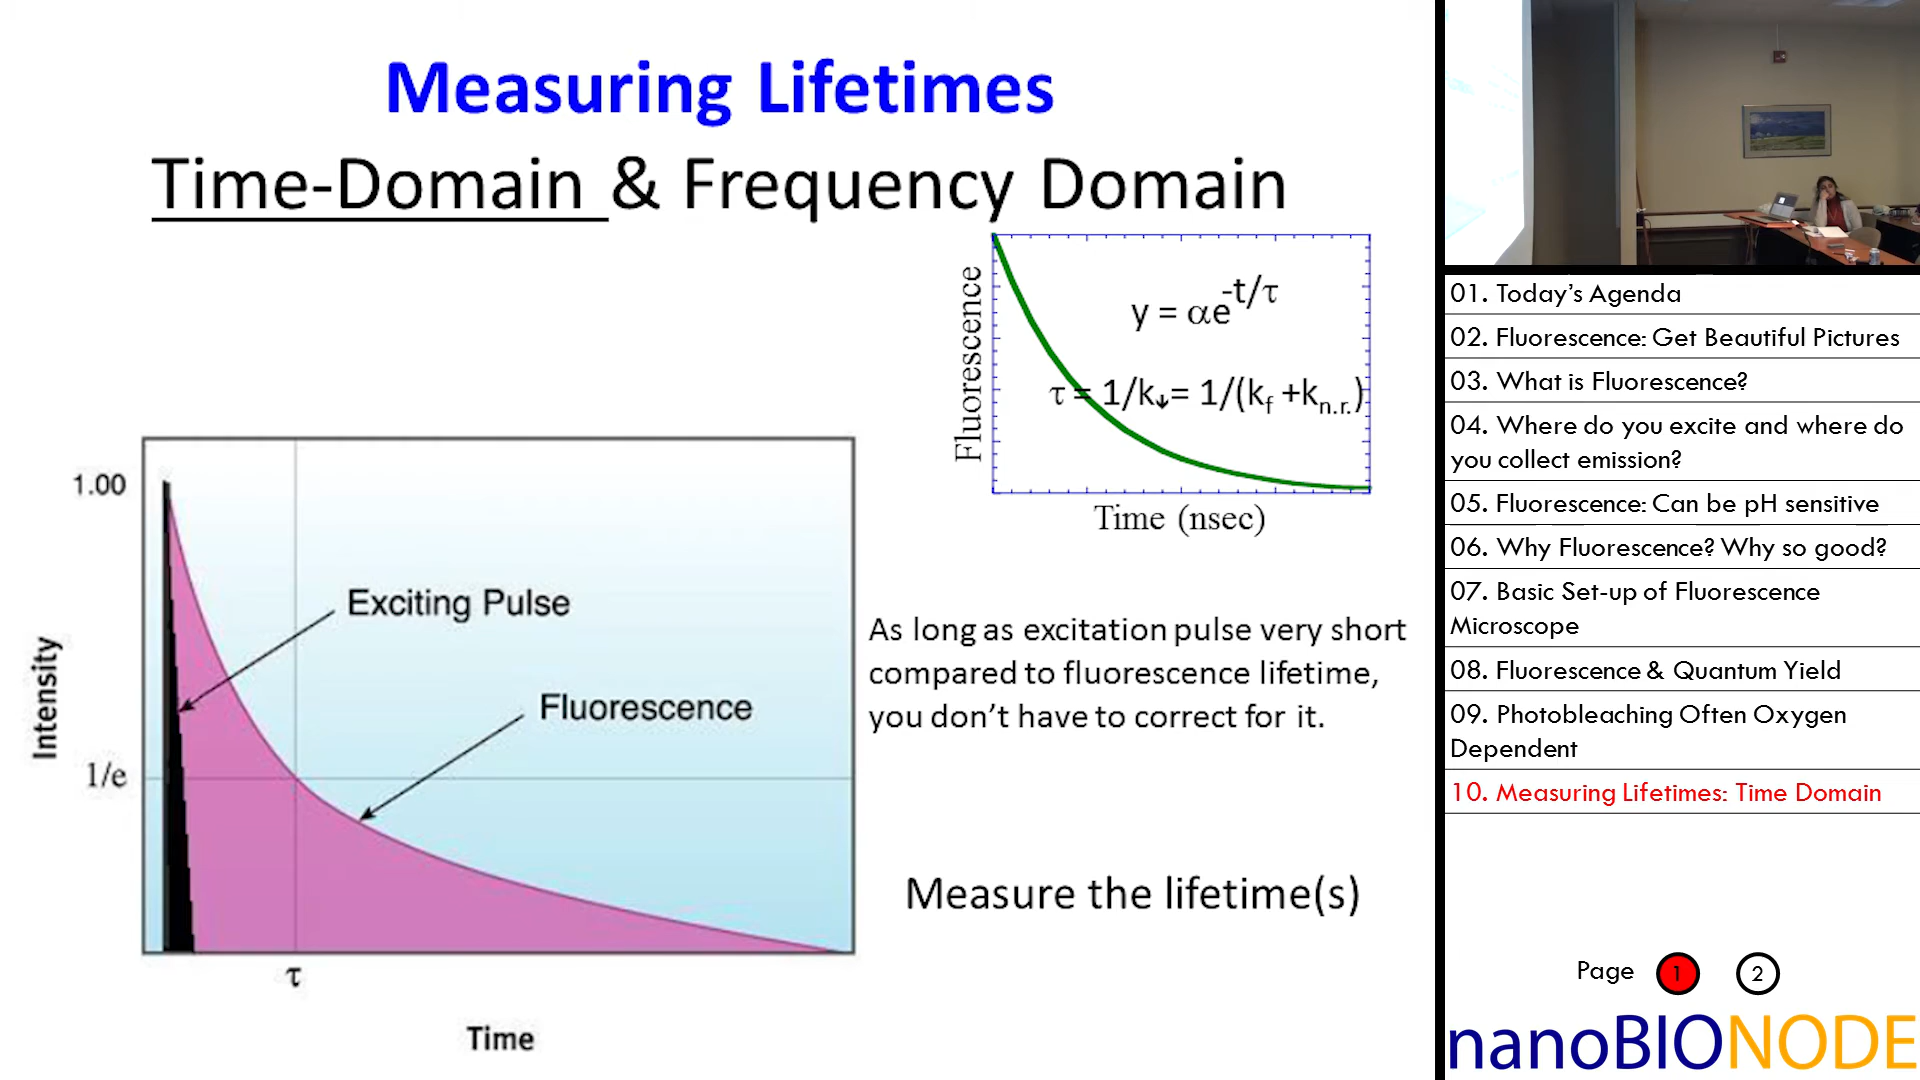 Measuring Lifetimes
Time-Domain & Frequency Domain
Fluorescence
y = αe-t/τ
τ = 1/k↓= 1/(kf +kn.r.)
Time (nsec)
1.00
Exciting Pulse
Fluorescence
Intensity
1/e
τ
Time
As long as excitation pulse very short
compared to fluorescence lifetime,
you don't have to correct for it.
Measure the lifetime(s)
01. Today's Agenda
02. Fluorescence: Get Beautiful Pictures
03. What is Fluorescence?
04. Where do you excite and where do
you collect emission?
05. Fluorescence: Can be pH sensitive
06. Why Fluorescence? Why so good?
07. Basic Set-up of Fluorescence
Microscope
08. Fluorescence & Quantum Yield
09. Photobleaching Often Oxygen
Dependent
10. Measuring Lifetimes: Time Domain
Page 1 2
nanoBIONODE